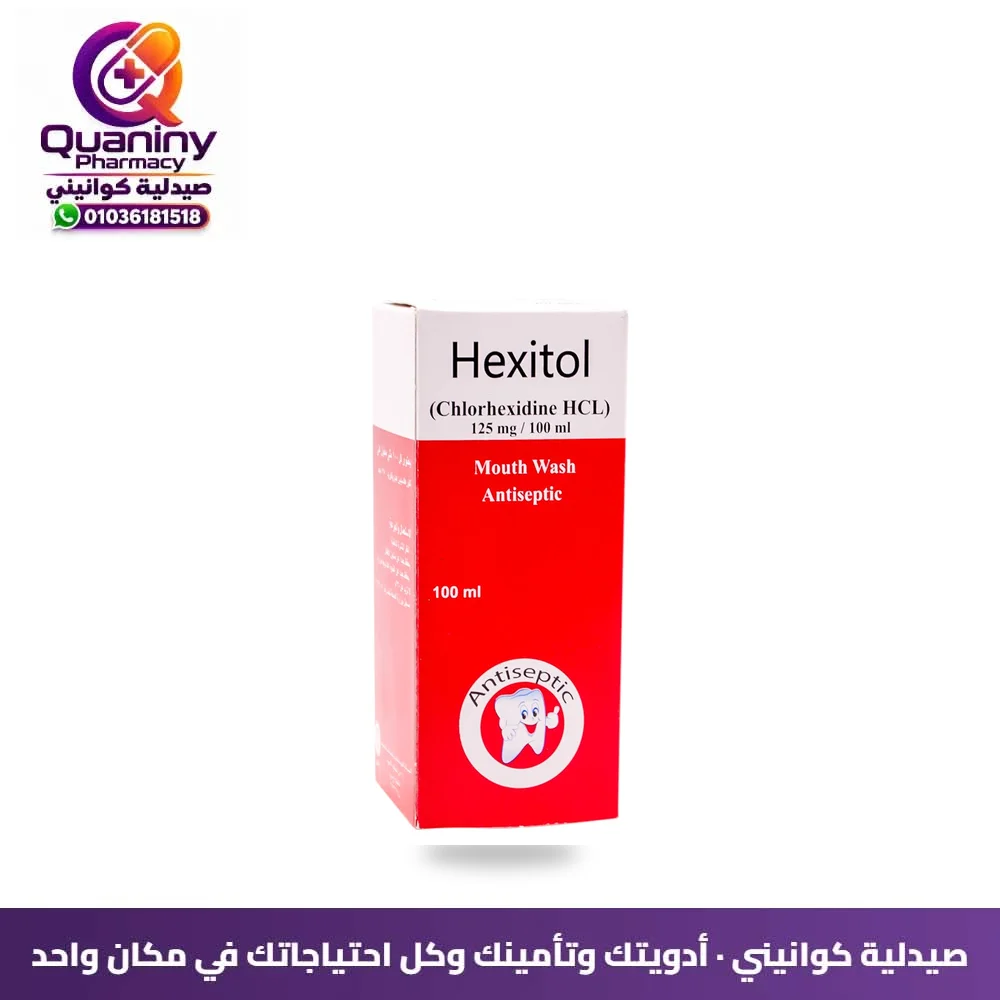 Quaniny
Pharmacy
صيدلية كوانيني
01036181518
Hexitol
(Chlorhexidine HCL)
125 mg / 100 ml
Mouth Wash
Antiseptic
100 ml
Antiseptic
صيدلية كوانيني · أدويتك وتأمينك وكل احتياجاتك في مكان واحد